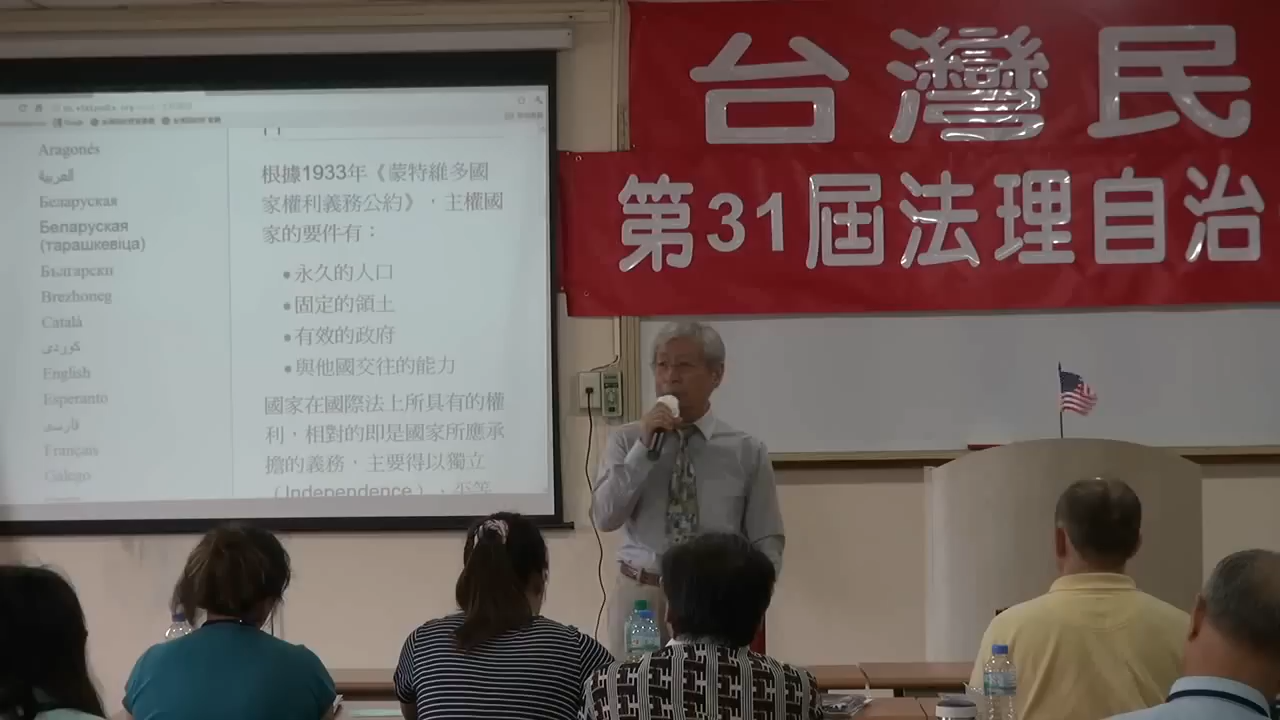 台灣民
第31屆法理自治
Aragonés
العربية
Беларуская
Беларуская
(тарашкевіца)
Български
Brezhoneg
Català
کوردی
English
Esperanto
فارسی
Français
Galego
根據1933年《蒙特維多國
家權利義務公約》，主權國
家的要件有：
永久的人口
固定的領土
有效的政府
與他國交往的能力
國家在國際法上所具有的權
利，相對的即是國家所應承
擔的義務，主要得以獨立
（Independence），平等